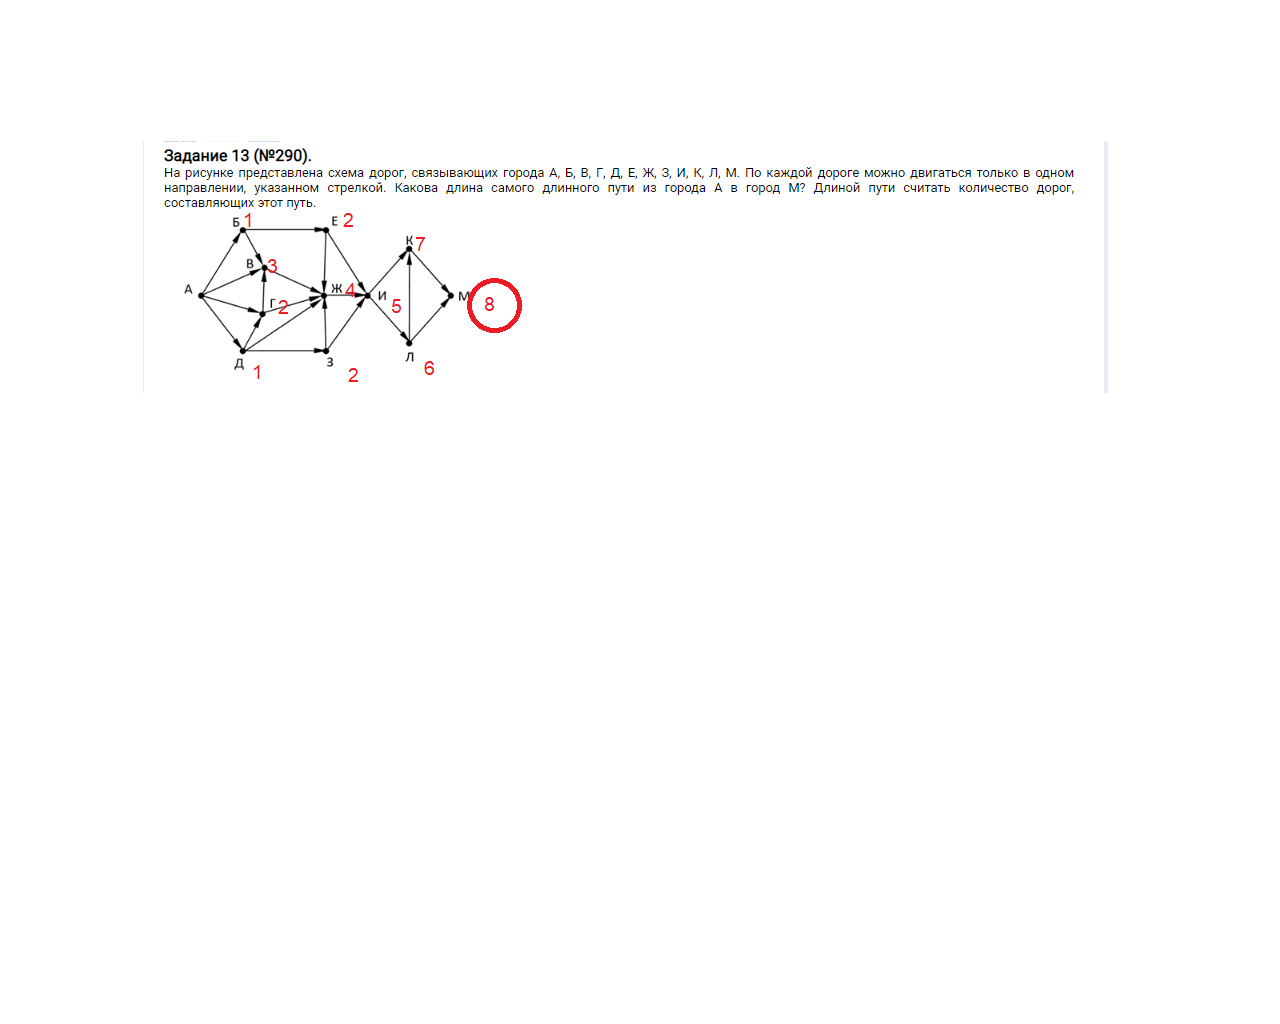 Задание 13 (№290).
На рисунке представлена схема дорог, связывающих города А, Б, В, Г, Д, Е, Ж, З, И, К, Л, М. По каждой дороге можно двигаться только в одном
направлении, указанном стрелкой. Какова длина самого длинного пути из города А в город М? Длиной пути считать количество дорог,
составляющих этот путь.
Б 1
Е 2
К 7
В 3
А
Ж 4
И
М
8
Г 2
5
Л
Д 1
З
2
6